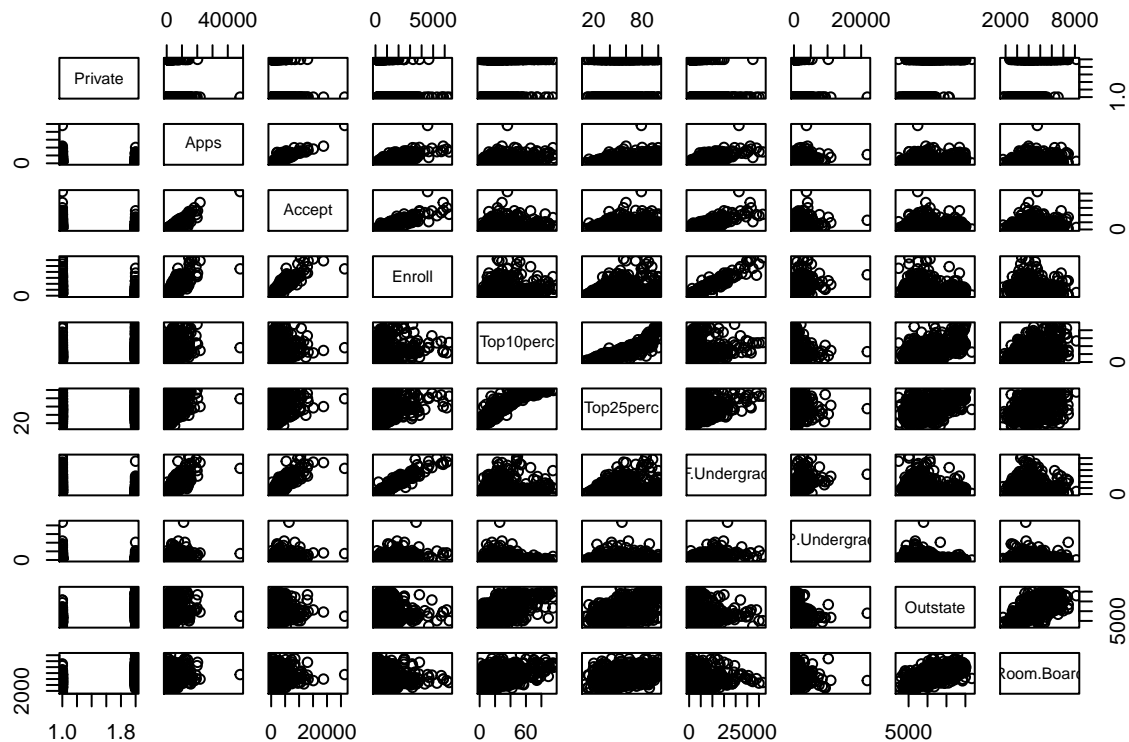 0 40000 0 5000 20 80 0 20000 2000 8000
Private
1.0
Apps
0
Accept
0
Enroll
0
Top10perc
0
Top25perc
20
F.Undergrad
0
P.Undergrad
0
Outstate
5000
Room.Board
2000
1.0 1.8 0 20000 0 60 0 25000 5000